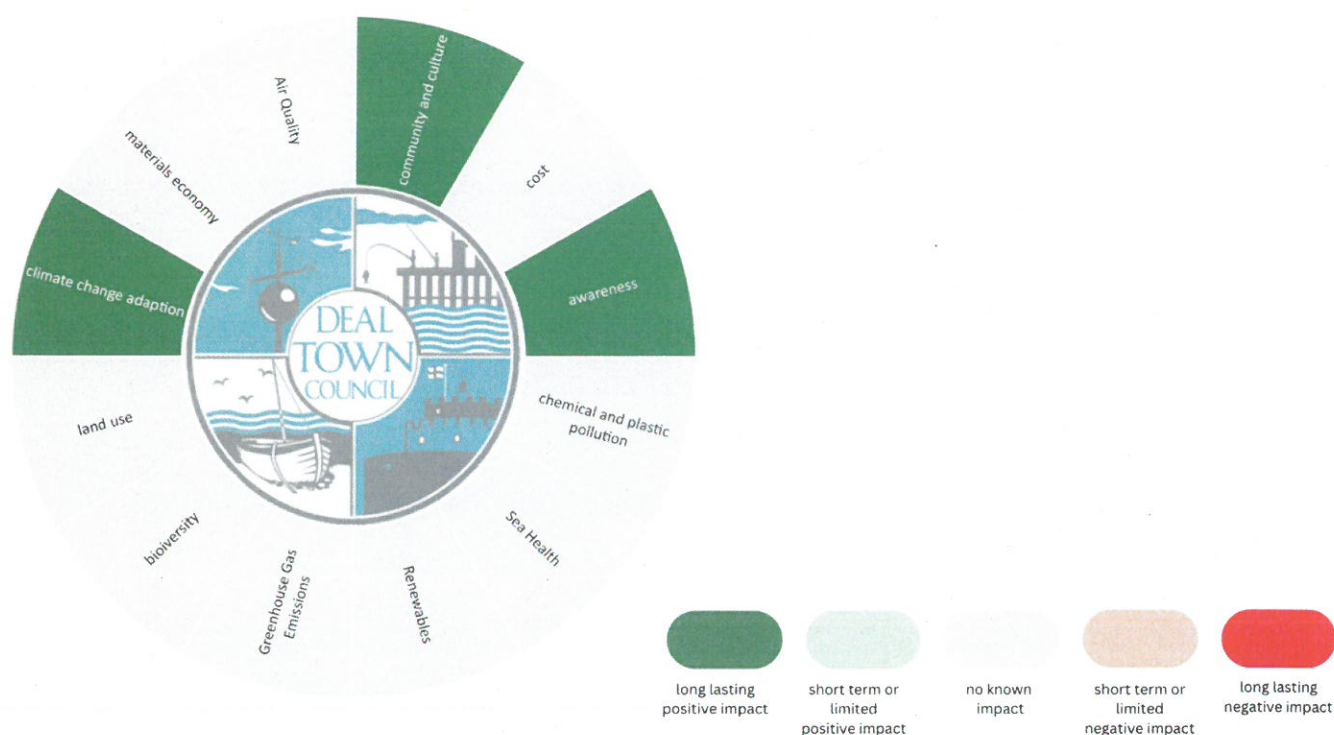 community and culture
cost
awareness
chemical and plastic
pollution
Sea Health
Renewables
Greenhouse Gas
Emissions
bioiversity
land use
climate change adaption
materials economy
Air Quality
DEAL
TOWN
COUNCIL
long lasting
positive impact
short term or
limited
positive impact
no known
impact
short term or
limited
negative impact
long lasting
negative impact